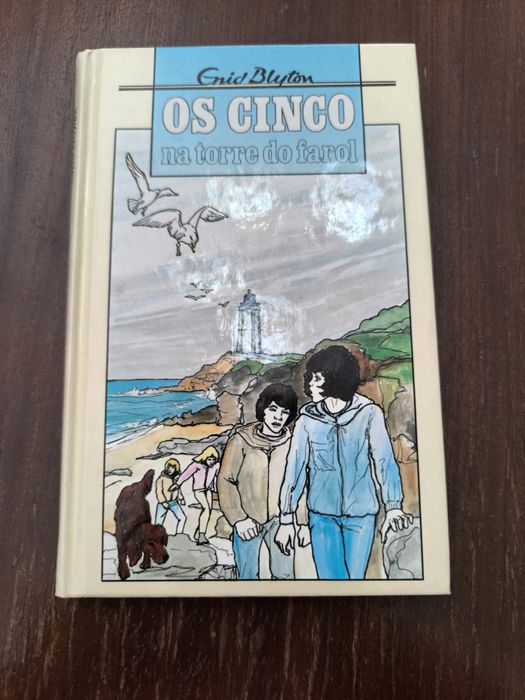 Enid Blyton
OS CINCO
na torre do farol